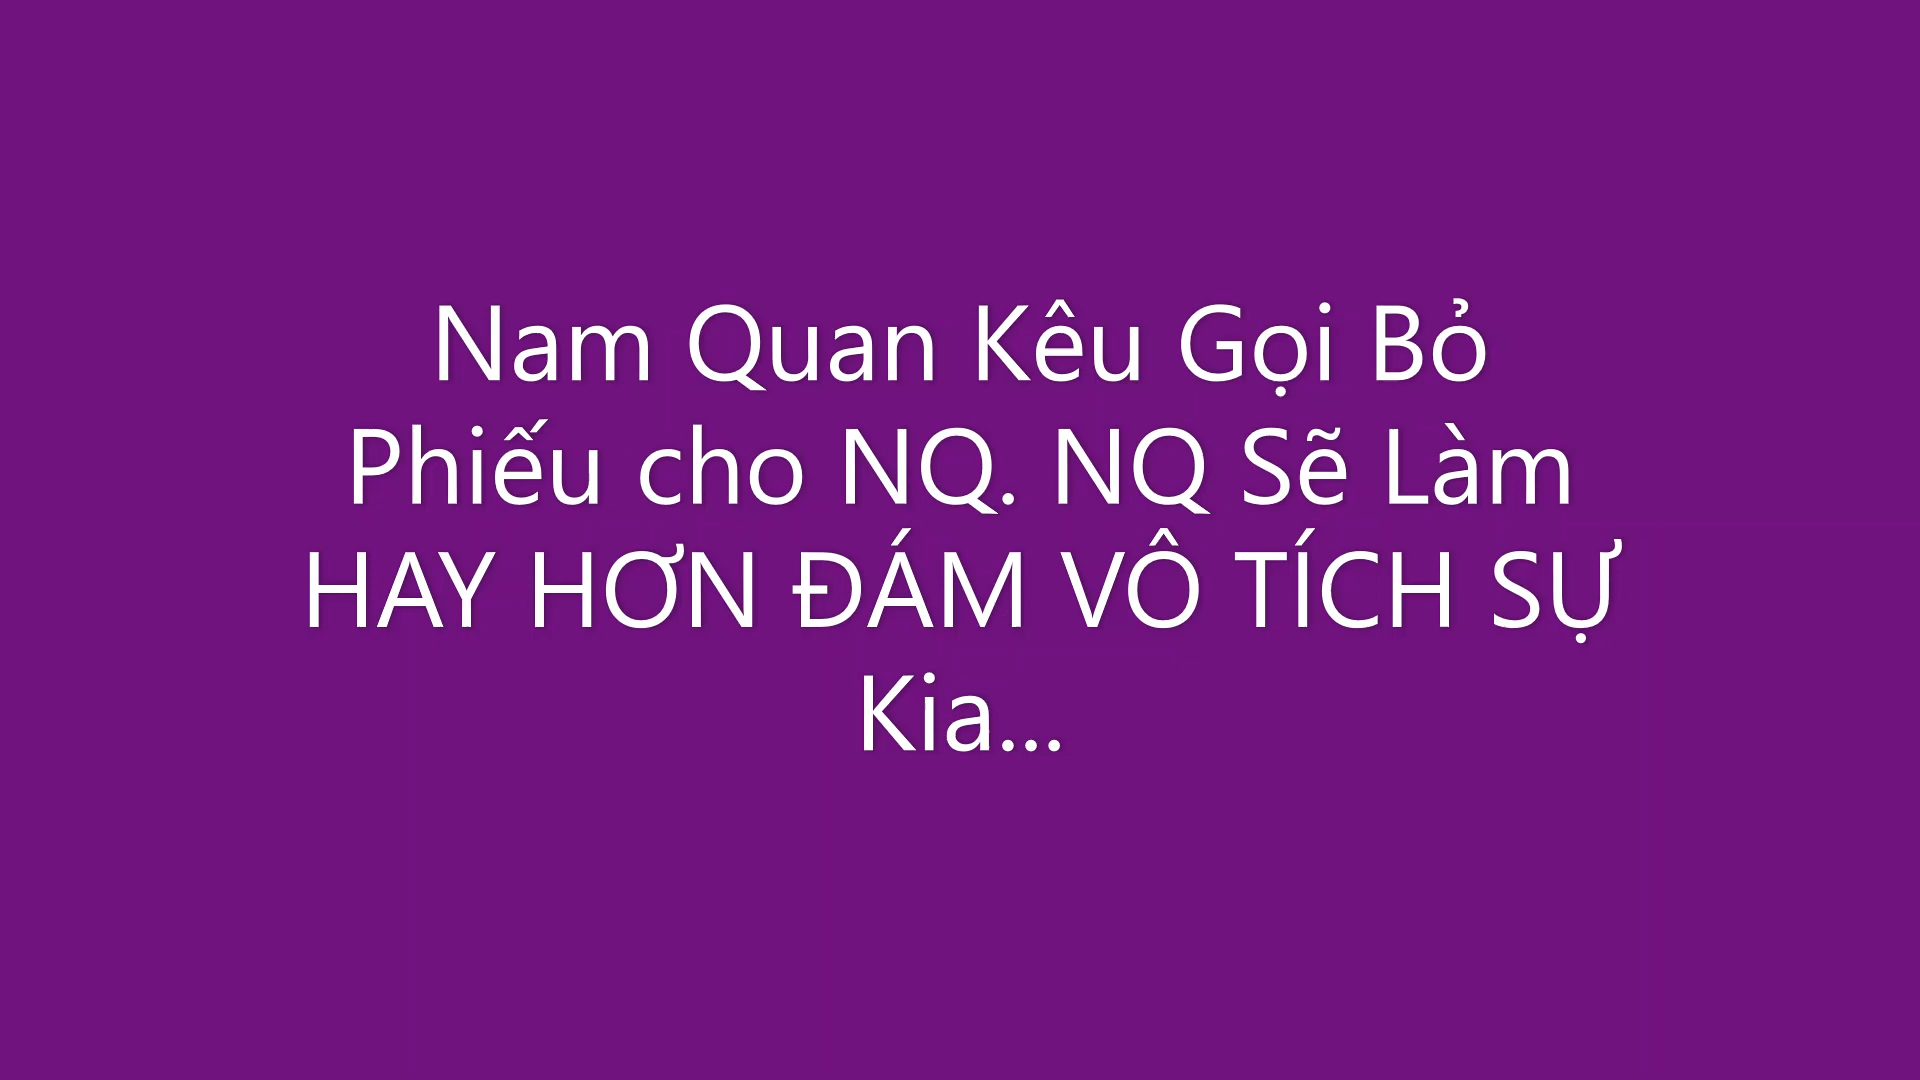 Nam Quan Kêu Gọi Bỏ
Phiếu cho NQ. NQ Sẽ Làm
HAY HƠN ĐÁM VÔ TÍCH SỰ
Kia...